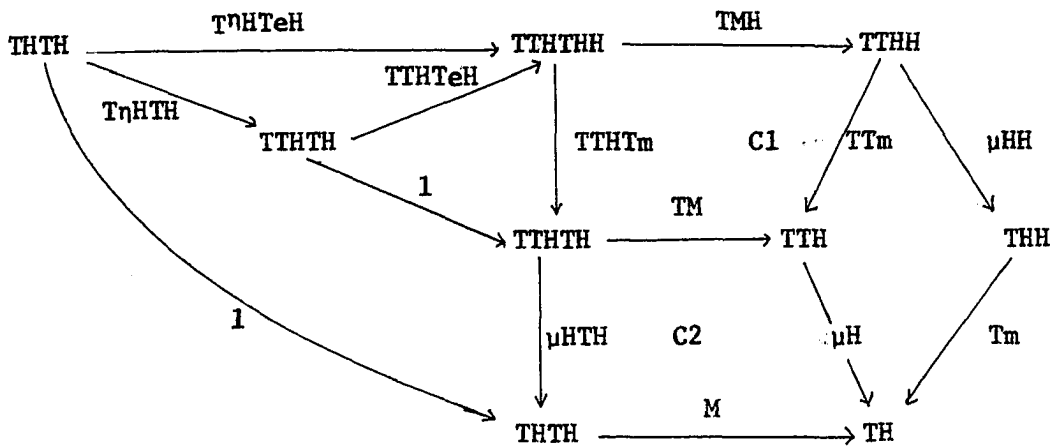 TηHTeH TMH
THTH TTHTHH TTHH
TTHTeH
TηHTH
TTHTH TTHTm C1 TTm μHH
1
TM
TTHTH TTH THH
1
μHTH C2 μH Tm
M
THTH TH